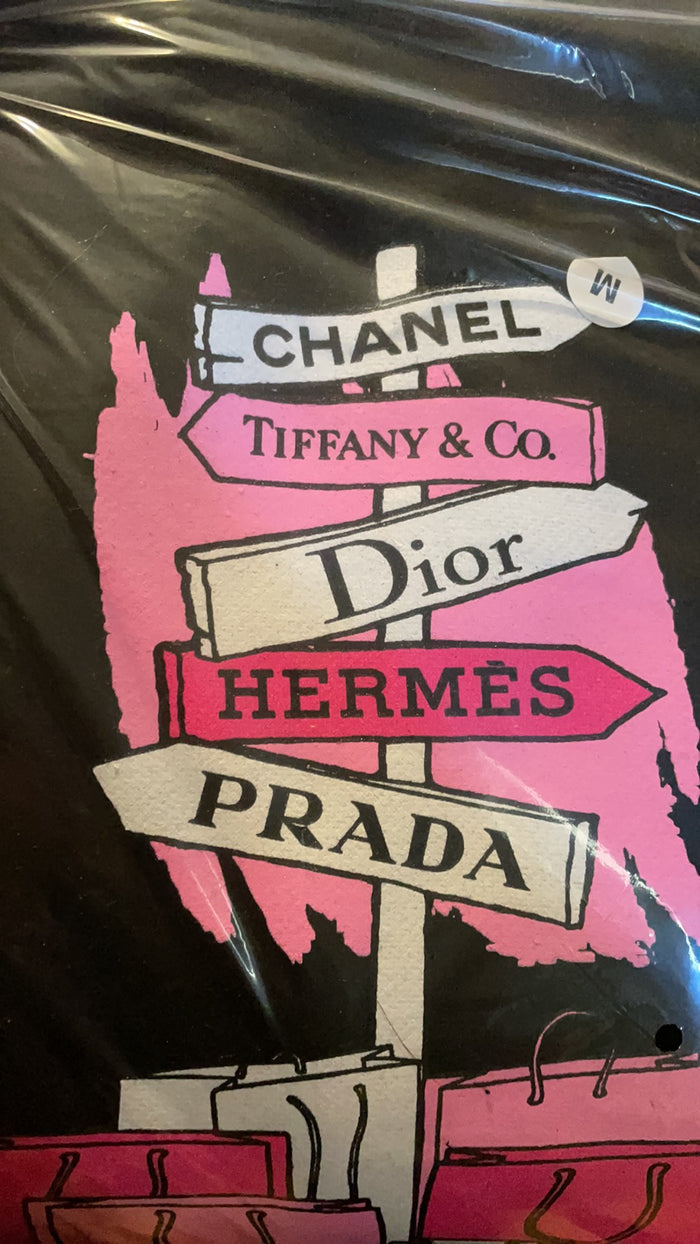 M
CHANEL
TIFFANY & CO.
Dior
HERMÈS
PRADA